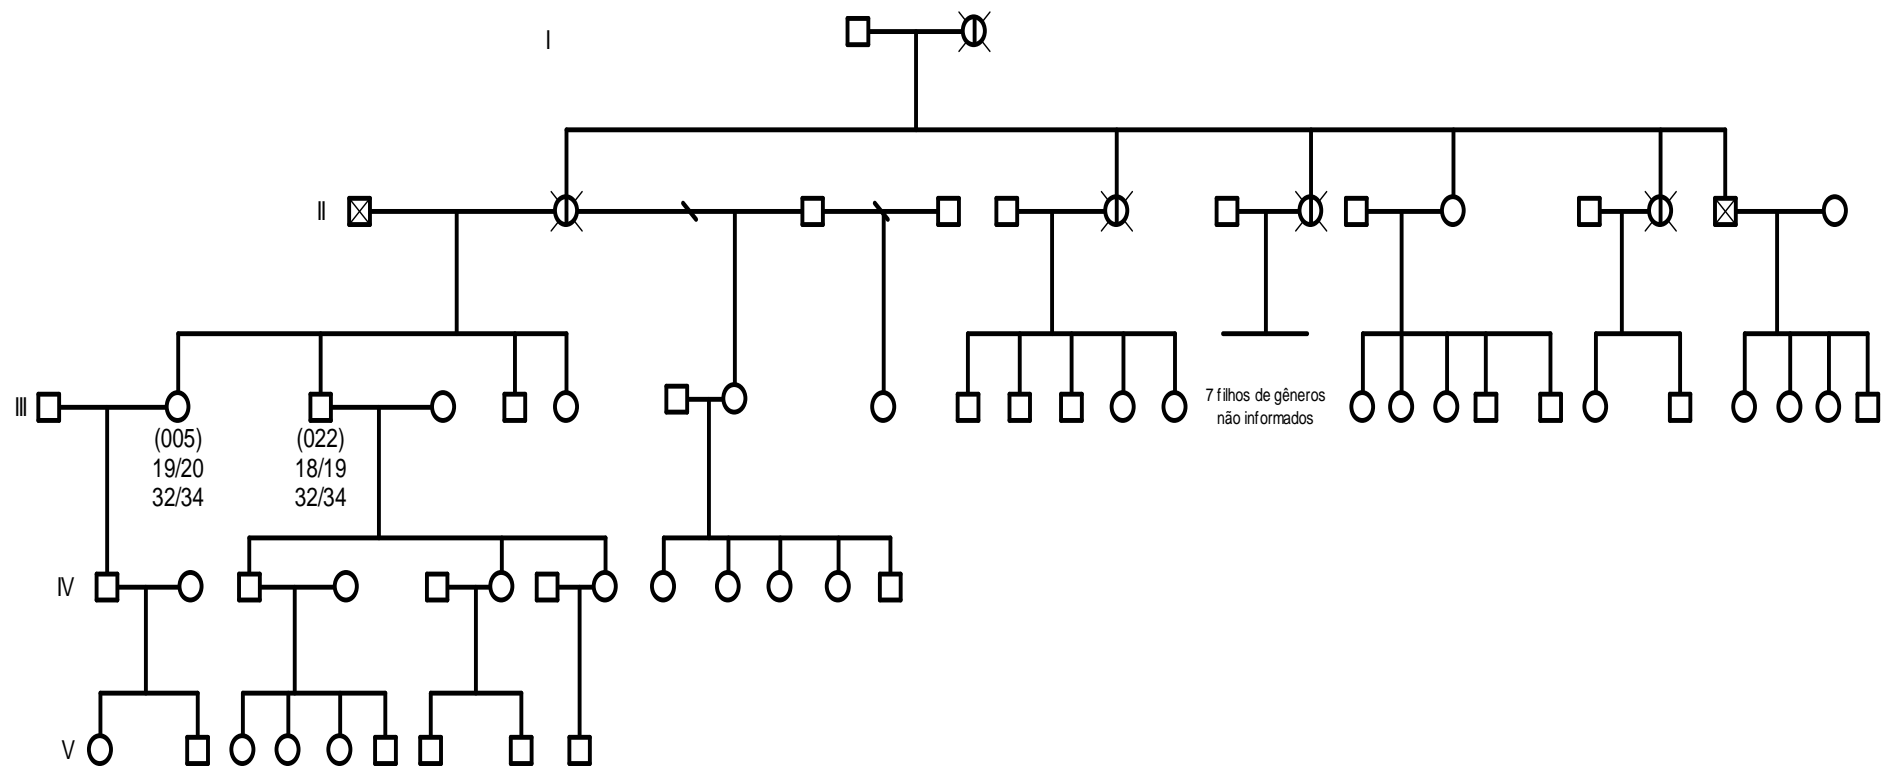 I
II
III
7 filhos de gêneros
não informados
(005)
19/20
32/34
(022)
18/19
32/34
IV
V